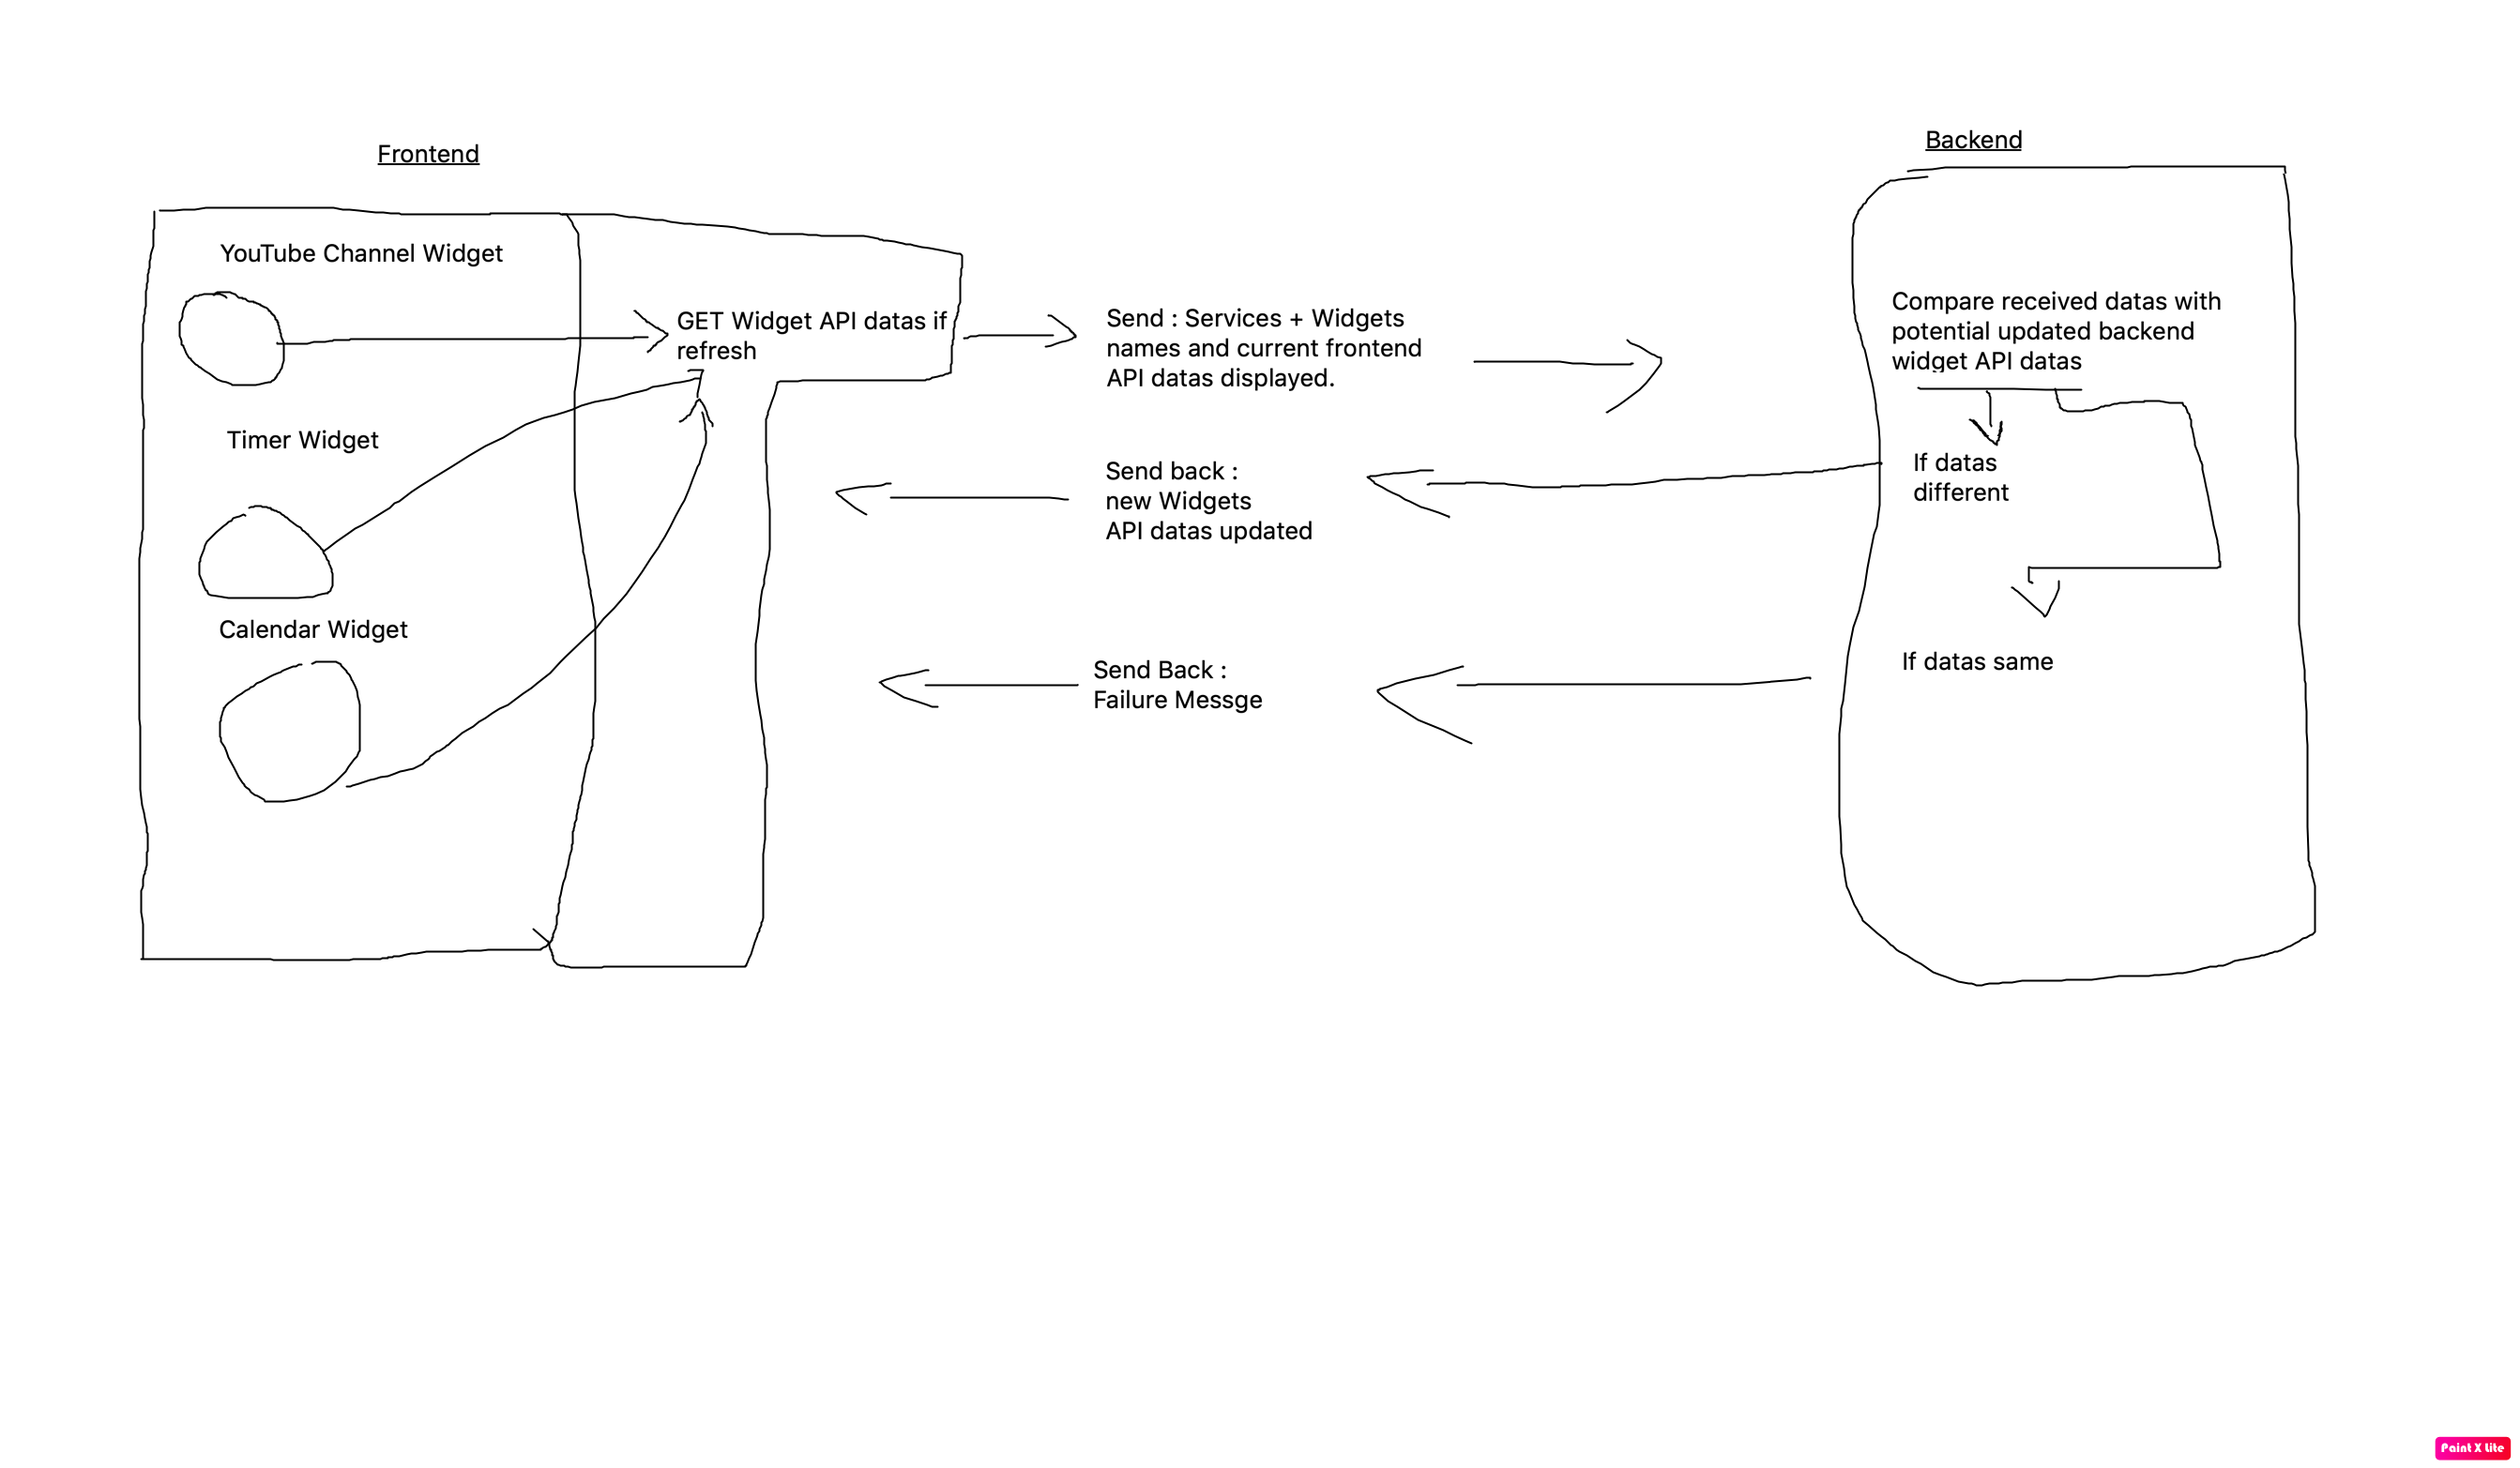 Frontend
Backend
YouTube Channel Widget
GET Widget API datas if
refresh
Timer Widget
Calendar Widget
Send : Services + Widgets
names and current frontend
API datas displayed.
Send back :
new Widgets
API datas updated
Send Back :
Failure Messge
Compare received datas with
potential updated backend
widget API datas
If datas
different
If datas same
Paint X Lite